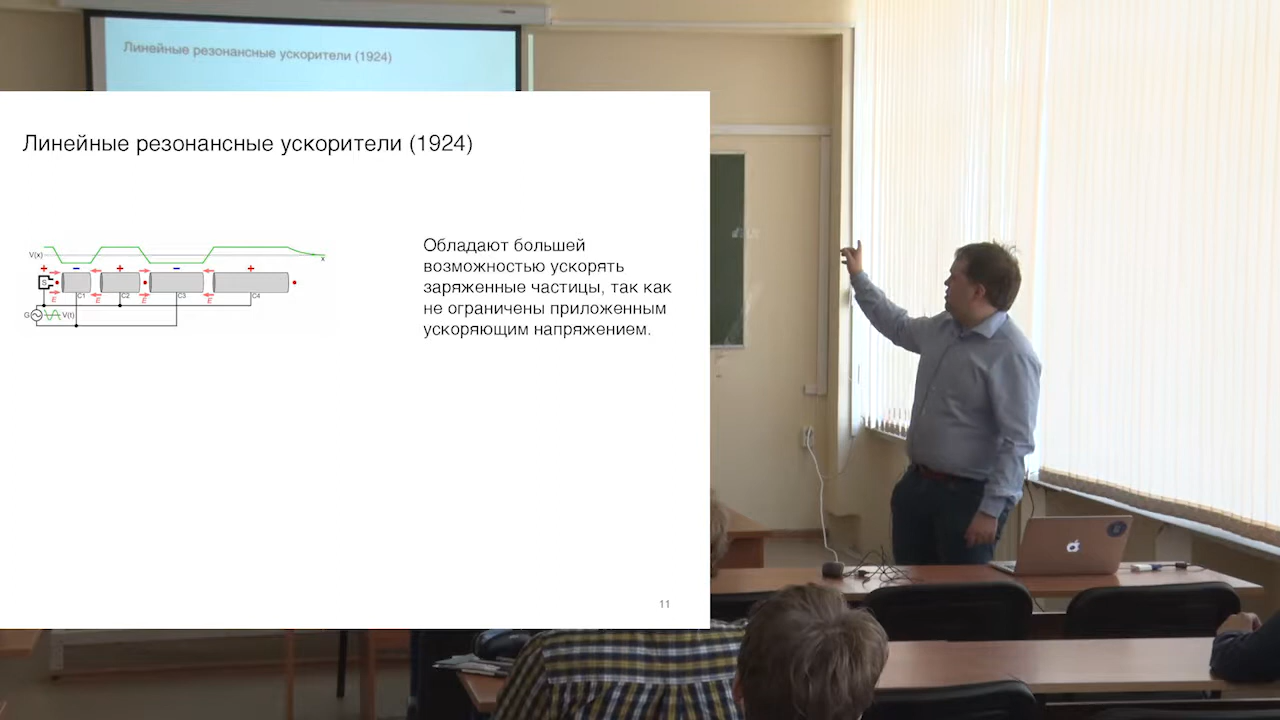 Линейные резонансные ускорители (1924)
Линейные резонансные ускорители (1924)
Обладают большей
возможностью ускорять
заряженные частицы, так как
не ограничены приложенным
ускоряющим напряжением.
V(x)
x
+ − + − +
S
C1 C2 C3 C4
E E E E
G V(t)
11